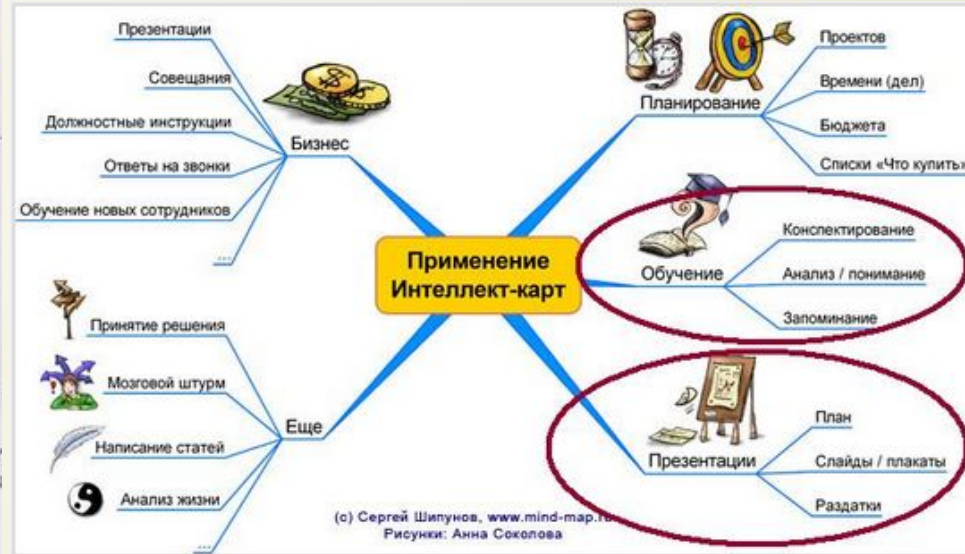 Презентации
Совещания
Должностные инструкции
Ответы на звонки
Обучение новых сотрудников
...
Бизнес
Планирование
Проектов
Времени (дел)
Бюджета
Списки «Что купить»
Применение
Интеллект-карт
Обучение
Конспектирование
Анализ / понимание
Запоминание
Принятие решения
Мозговой штурм
Написание статей
Анализ жизни
...
Еще
Презентации
План
Слайды / плакаты
Раздатки
(c) Сергей Шипунов, www.mind-map.ru
Рисунки: Анна Соколова